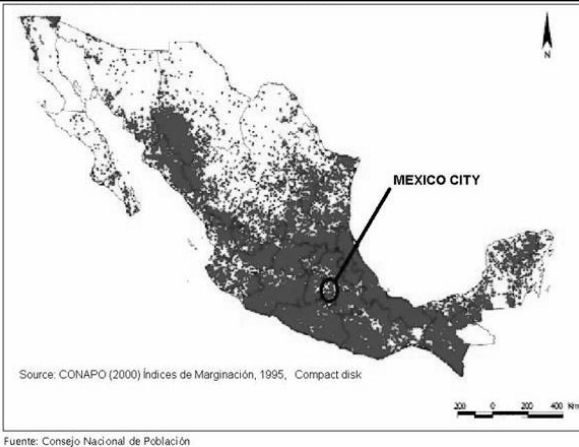 N
MEXICO CITY
Source: CONAPO (2000) Índices de Marginación, 1995, Compact disk
200 0 200 400 Km
Fuente: Consejo Nacional de Población